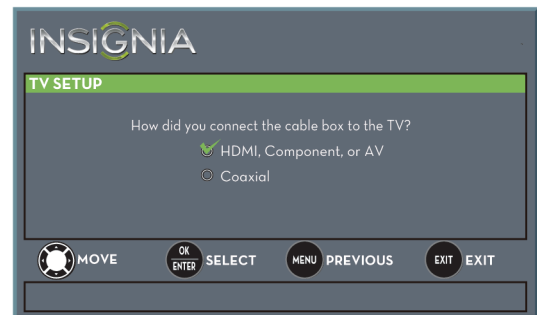 INSIGNIA
TV SETUP
How did you connect the cable box to the TV?
HDMI, Component, or AV
Coaxial
MOVE OK ENTER SELECT MENU PREVIOUS EXIT EXIT